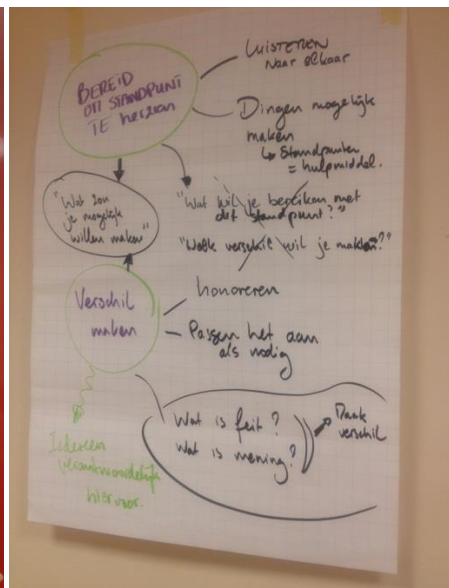 BEREID
OM STANDPUNT
TE herzien
LUISTEREN
naar elkaar
Dingen mogelijk
maken
↳ Standpunten
= hulpmiddel.
"Wat zou
je mogelijk
willen maken"
"Wat wil je bereiken met
dit standpunt?"
"Welk verschil wil je maken?"
Verschil
maken
honoreren
Passen het aan
als nodig
Wat is feit?
Wat is mening?
Maak
verschil
Iedereen
verantwoordelijk
hiervoor.